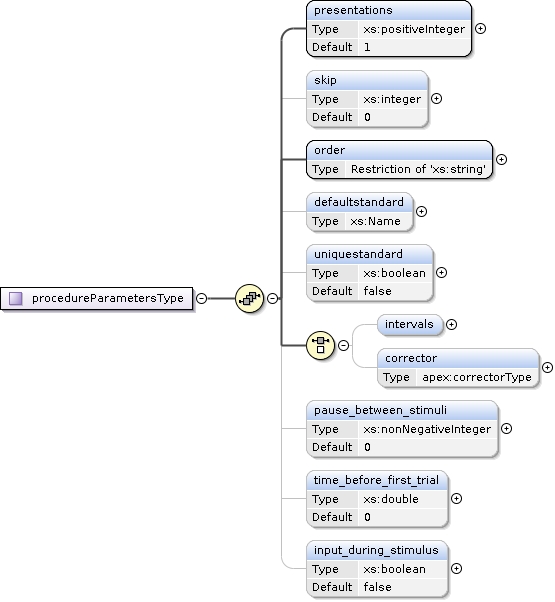 presentations
Type xs:positiveInteger
Default 1
skip
Type xs:integer
Default 0
order
Type Restriction of 'xs:string'
defaultstandard
Type xs:Name
uniquestandard
Type xs:boolean
Default false
procedureParametersType
intervals
corrector
Type apex:correctorType
pause_between_stimuli
Type xs:nonNegativeInteger
Default 0
time_before_first_trial
Type xs:double
Default 0
input_during_stimulus
Type xs:boolean
Default false